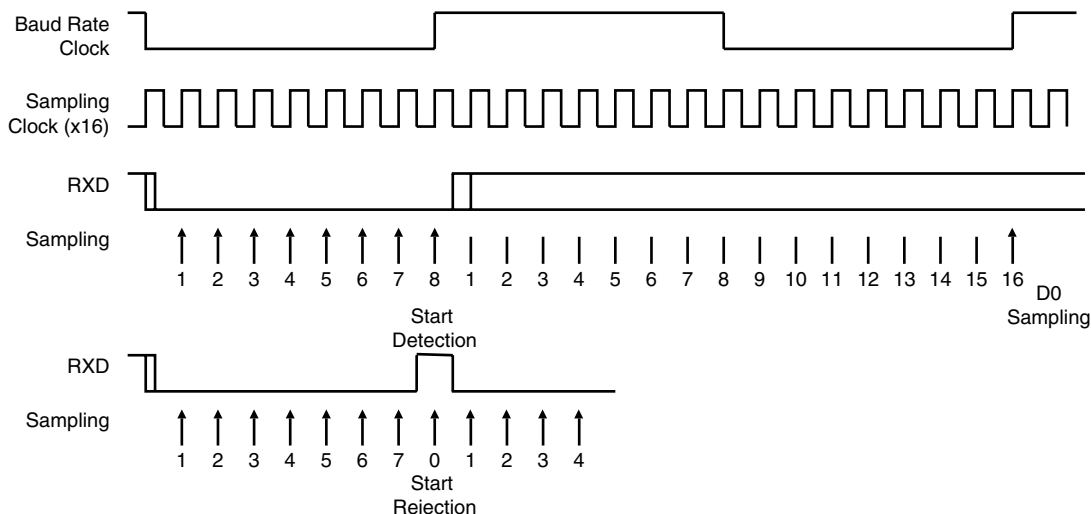 Baud Rate
Clock
Sampling
Clock (x16)
RXD
Sampling
1 2 3 4 5 6 7 8 1 2 3 4 5 6 7 8 9 10 11 12 13 14 15 16
D0
Sampling
Start
Detection
RXD
Sampling
1 2 3 4 5 6 7 0 1 2 3 4
Start
Rejection